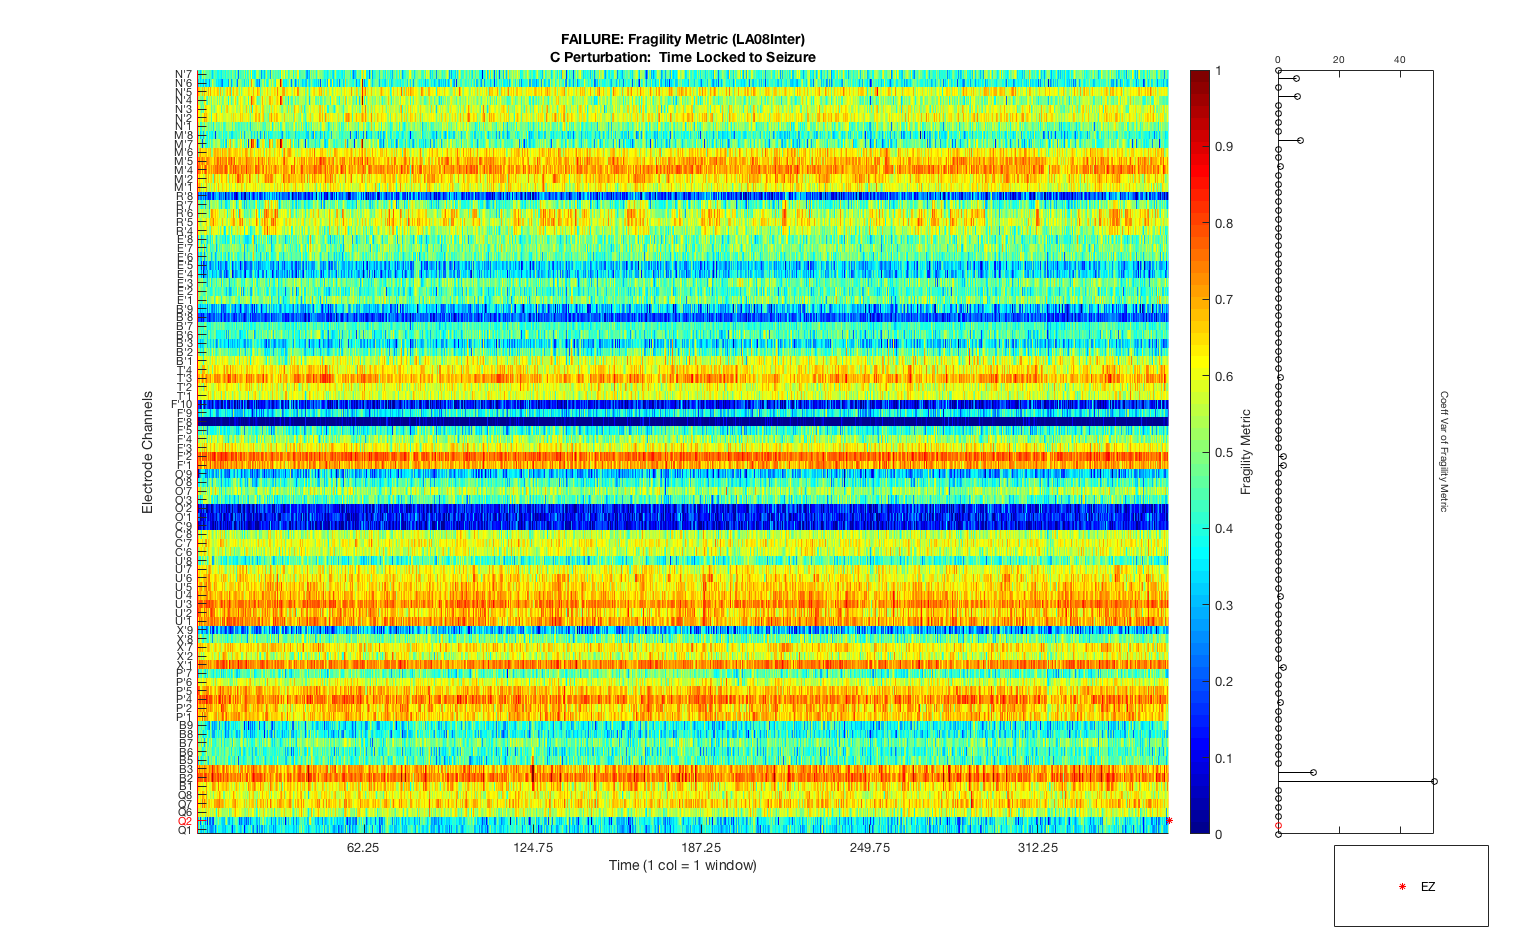 FAILURE: Fragility Metric (LA08Inter)
C Perturbation: Time Locked to Seizure
Electrode Channels
N'7
N'6
N'5
N'4
N'3
N'2
N'1
M'8
M'7
M'6
M'5
M'4
M'2
M'1
R'8
R'7
R'6
R'5
R'4
E'8
E'7
E'6
E'5
E'4
E'3
E'2
E'1
B'9
B'8
B'7
B'6
B'3
B'2
B'1
T'4
T'3
T'2
T'1
F'10
F'9
F'8
F'5
F'4
F'3
F'2
F'1
O'9
O'8
O'7
O'3
O'2
O'1
C'9
C'8
C'7
C'6
U'8
U'7
U'6
U'5
U'4
U'3
U'2
U'1
X'9
X'8
X'7
X'2
X'1
P'7
P'6
P'5
P'4
P'2
P'1
B9
B8
B7
B6
B5
B3
B2
B1
Q8
Q7
Q6
Q2
Q1
62.25 124.75 187.25 249.75 312.25
Time (1 col = 1 window)
1
0.9
0.8
0.7
0.6
0.5
0.4
0.3
0.2
0.1
0
Fragility Metric
0 20 40
Coeff Var of Fragility Metric
EZ